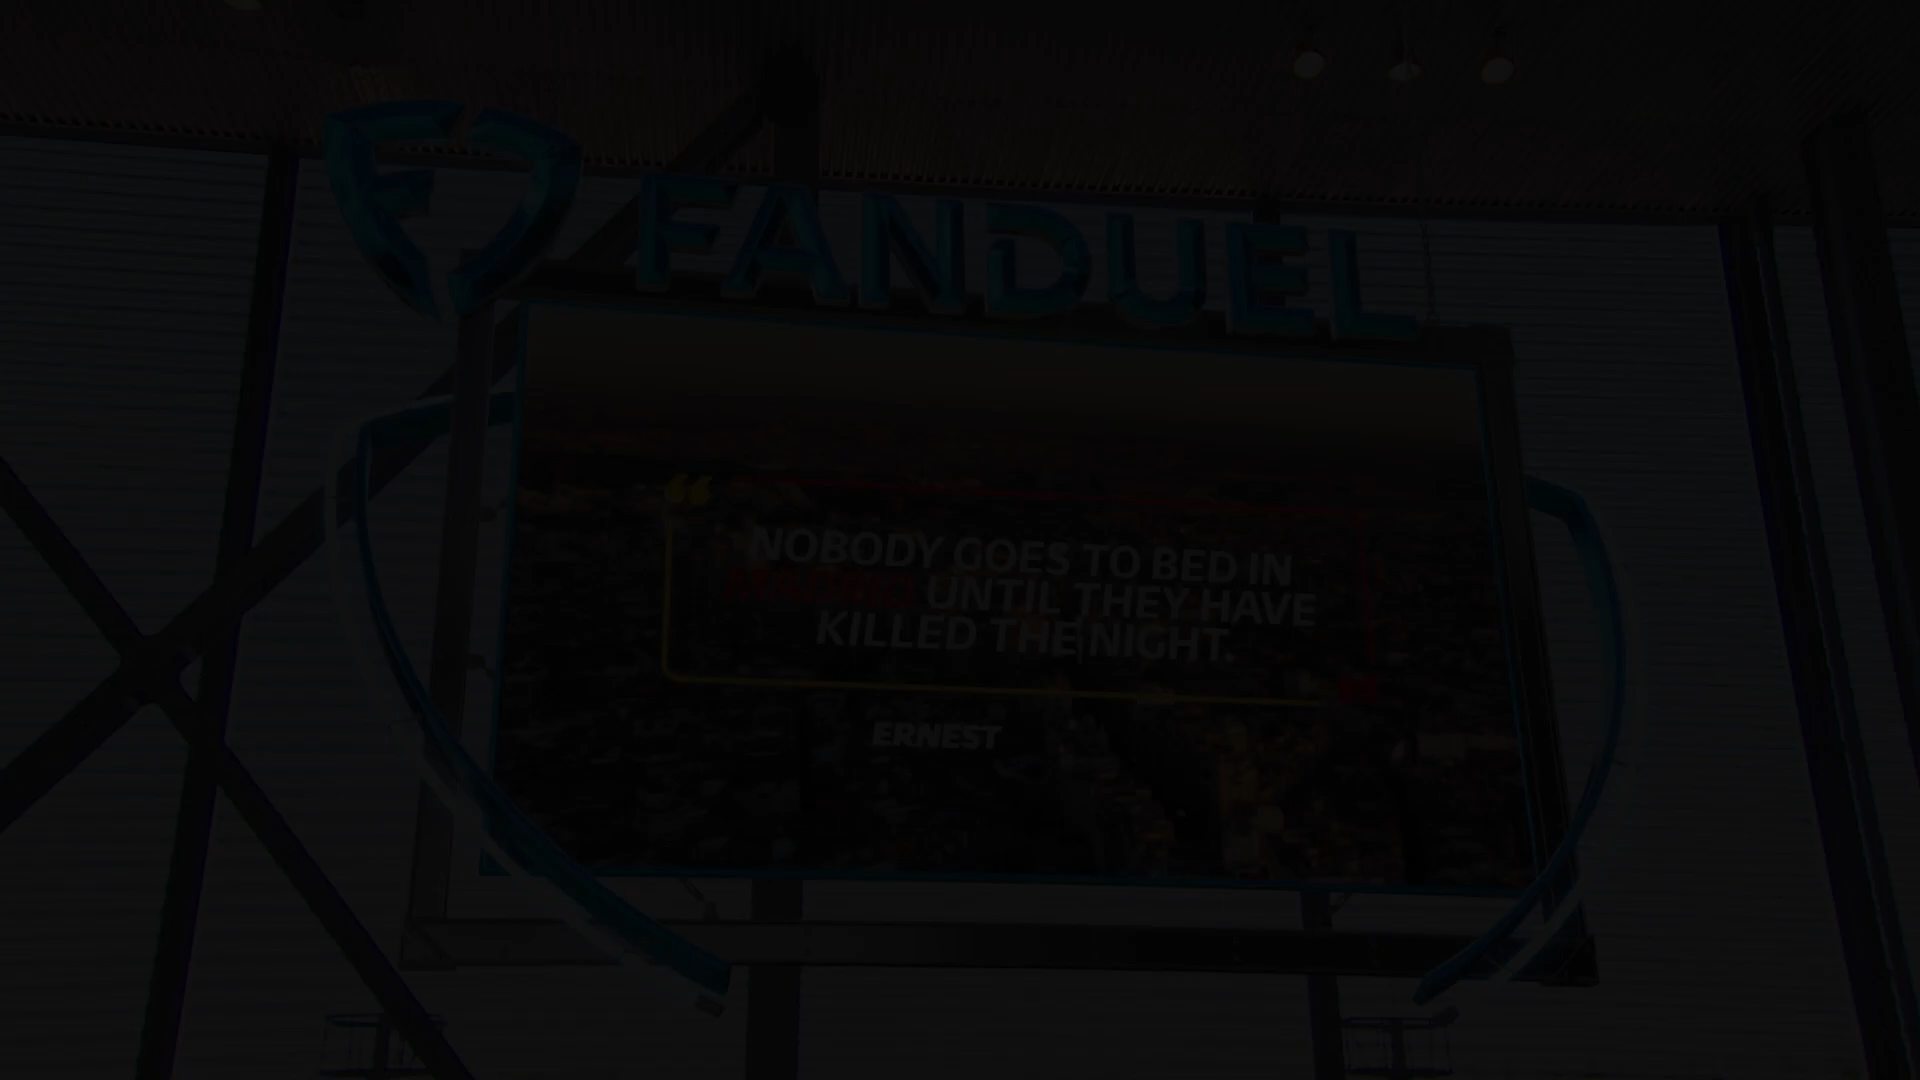 FANDUEL
NOBODY GOES TO BED IN
UNTIL THEY HAVE
KILLED THE NIGHT.
ERNEST